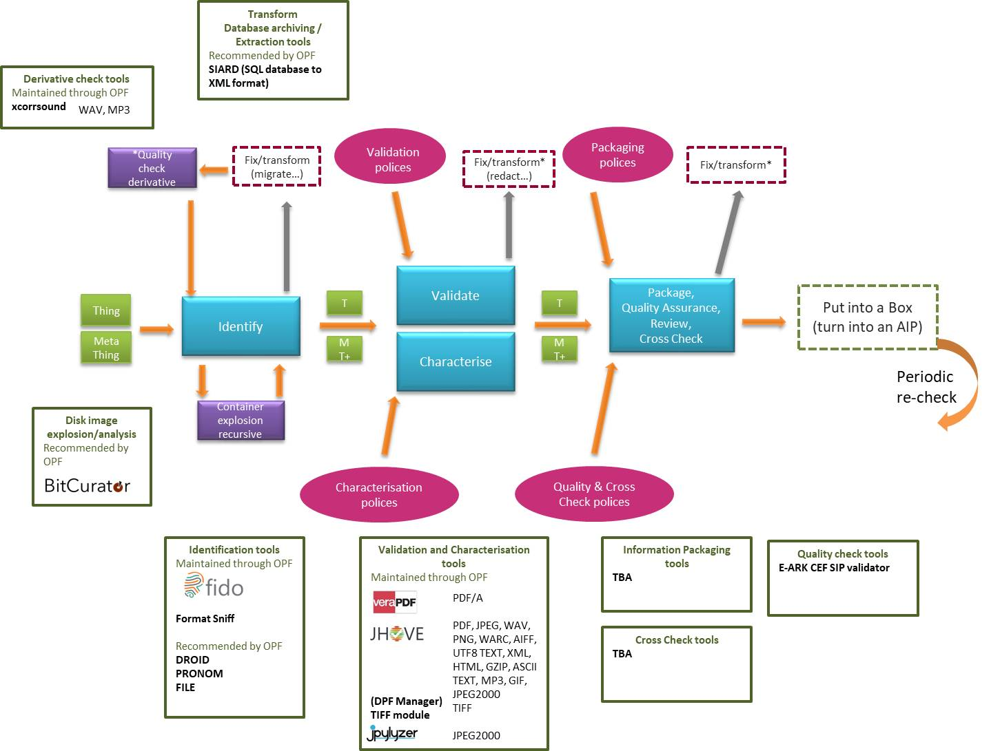 Transform
Database archiving /
Extraction tools
Recommended by OPF
SIARD (SQL database to
XML format)
Derivative check tools
Maintained through OPF
xcorrsound WAV, MP3
*Quality
check
derivative
Fix/transform
(migrate...)
Validation
polices
Fix/transform*
(redact...)
Packaging
polices
Fix/transform*
Thing
Meta
Thing
Identify
T
M
T+
Validate
Characterise
T
M
T+
Package,
Quality Assurance,
Review,
Cross Check
Put into a Box
(turn into an AIP)
Periodic
re-check
Container
explosion
recursive
Disk image
explosion/analysis
Recommended by
OPF
BitCurator
Characterisation
polices
Quality & Cross
Check polices
Identification tools
Maintained through OPF
fido
Format Sniff
Recommended by OPF
DROID
PRONOM
FILE
Validation and Characterisation
tools
Maintained through OPF
veraPDF PDF/A
JHOVE PDF, JPEG, WAV,
PNG, WARC, AIFF,
UTF8 TEXT, XML,
HTML, GZIP, ASCII
TEXT, MP3, GIF,
JPEG2000
(DPF Manager) TIFF
TIFF module
jpylyzer JPEG2000
Information Packaging
tools
TBA
Quality check tools
E-ARK CEF SIP validator
Cross Check tools
TBA